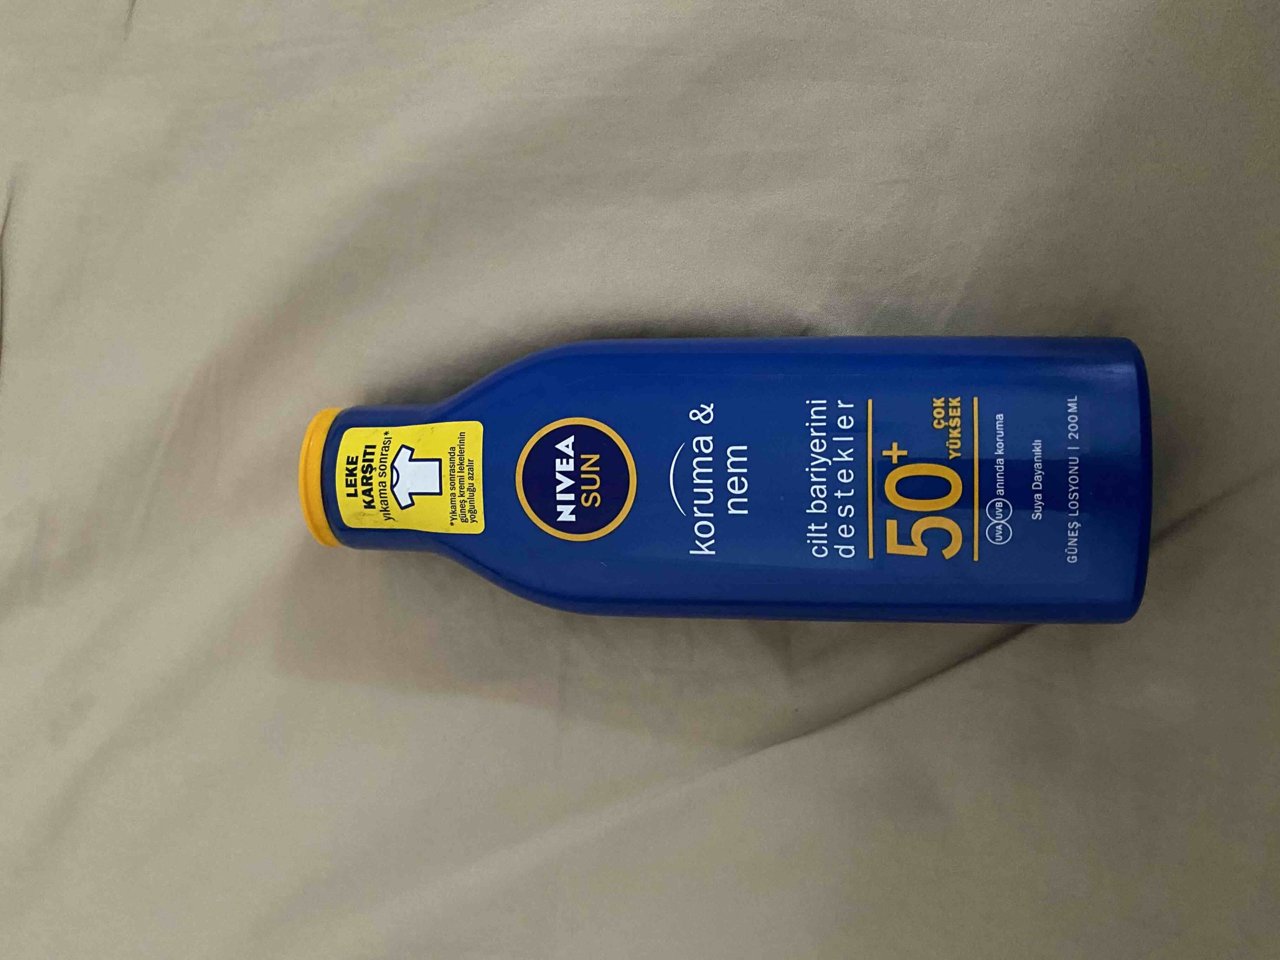 LEKE
KARŞITI
yıkama sonrası*
*Yıkama sonrasında
güneş kremi lekelerinin
yoğunluğu azalır
NIVEA
SUN
koruma &
nem
cilt bariyerini
destekler
50+
ÇOK
YÜKSEK
UVA UVB anında koruma
Suya Dayanıklı
GÜNEŞ LOSYONU | 200ML